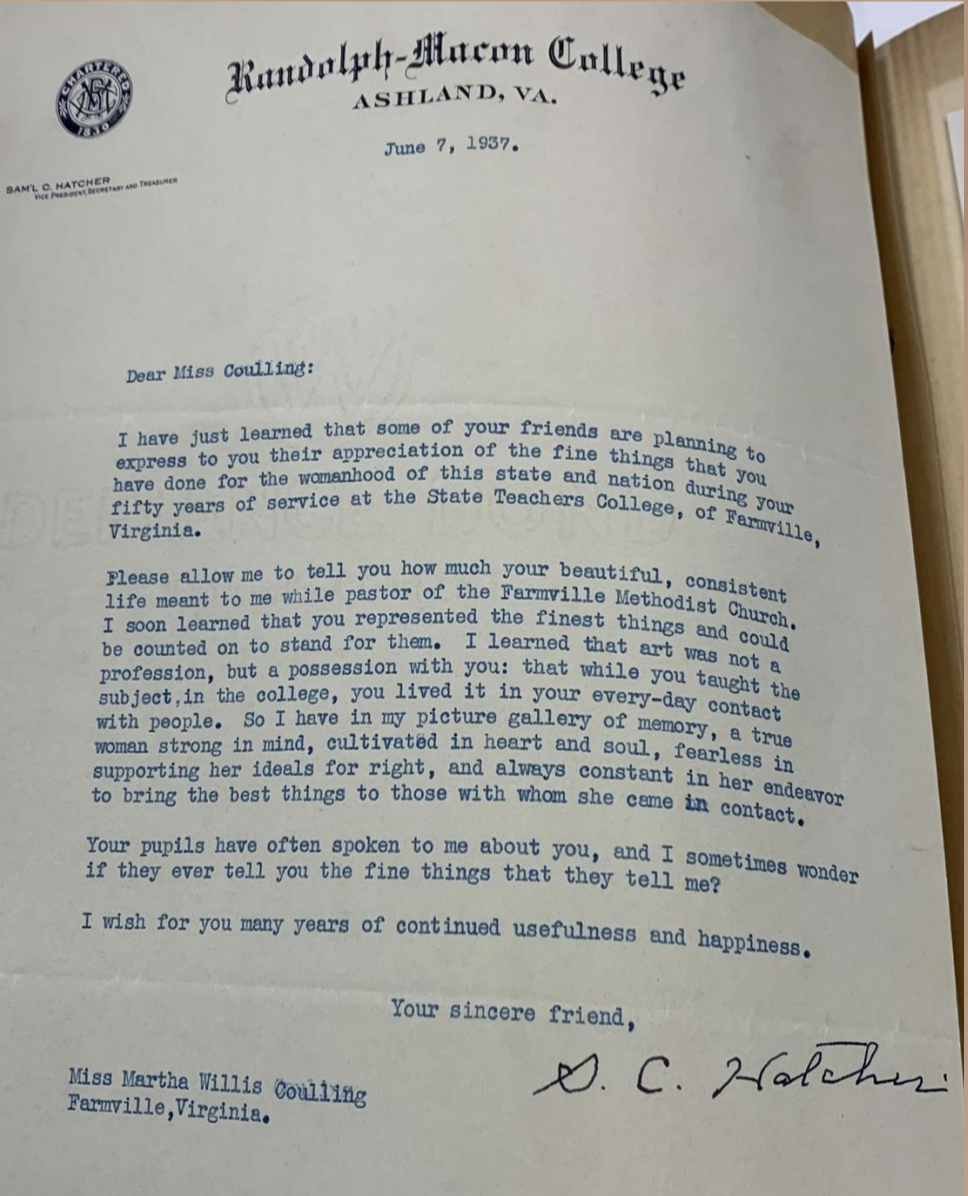 CHARTERED
1830
Randolph-Macon College
ASHLAND, VA.
June 7, 1937.
SAM'L C. HATCHER
VICE PRESIDENT, SECRETARY AND TREASURER
Dear Miss Coulling:
I have just learned that some of your friends are planning to
express to you their appreciation of the fine things that you
have done for the womanhood of this state and nation during your
fifty years of service at the State Teachers College, of Farmville,
Virginia.
Please allow me to tell you how much your beautiful, consistent
life meant to me while pastor of the Farmville Methodist Church.
I soon learned that you represented the finest things and could
be counted on to stand for them. I learned that art was not a
profession, but a possession with you: that while you taught the
subject,in the college, you lived it in your every-day contact
with people. So I have in my picture gallery of memory, a true
woman strong in mind, cultivated in heart and soul, fearless in
supporting her ideals for right, and always constant in her endeavor
to bring the best things to those with whom she came in contact.
Your pupils have often spoken to me about you, and I sometimes wonder
if they ever tell you the fine things that they tell me?
I wish for you many years of continued usefulness and happiness.
Your sincere friend,
S. C. Hatcher
Miss Martha Willis Coulling
Farmville,Virginia.